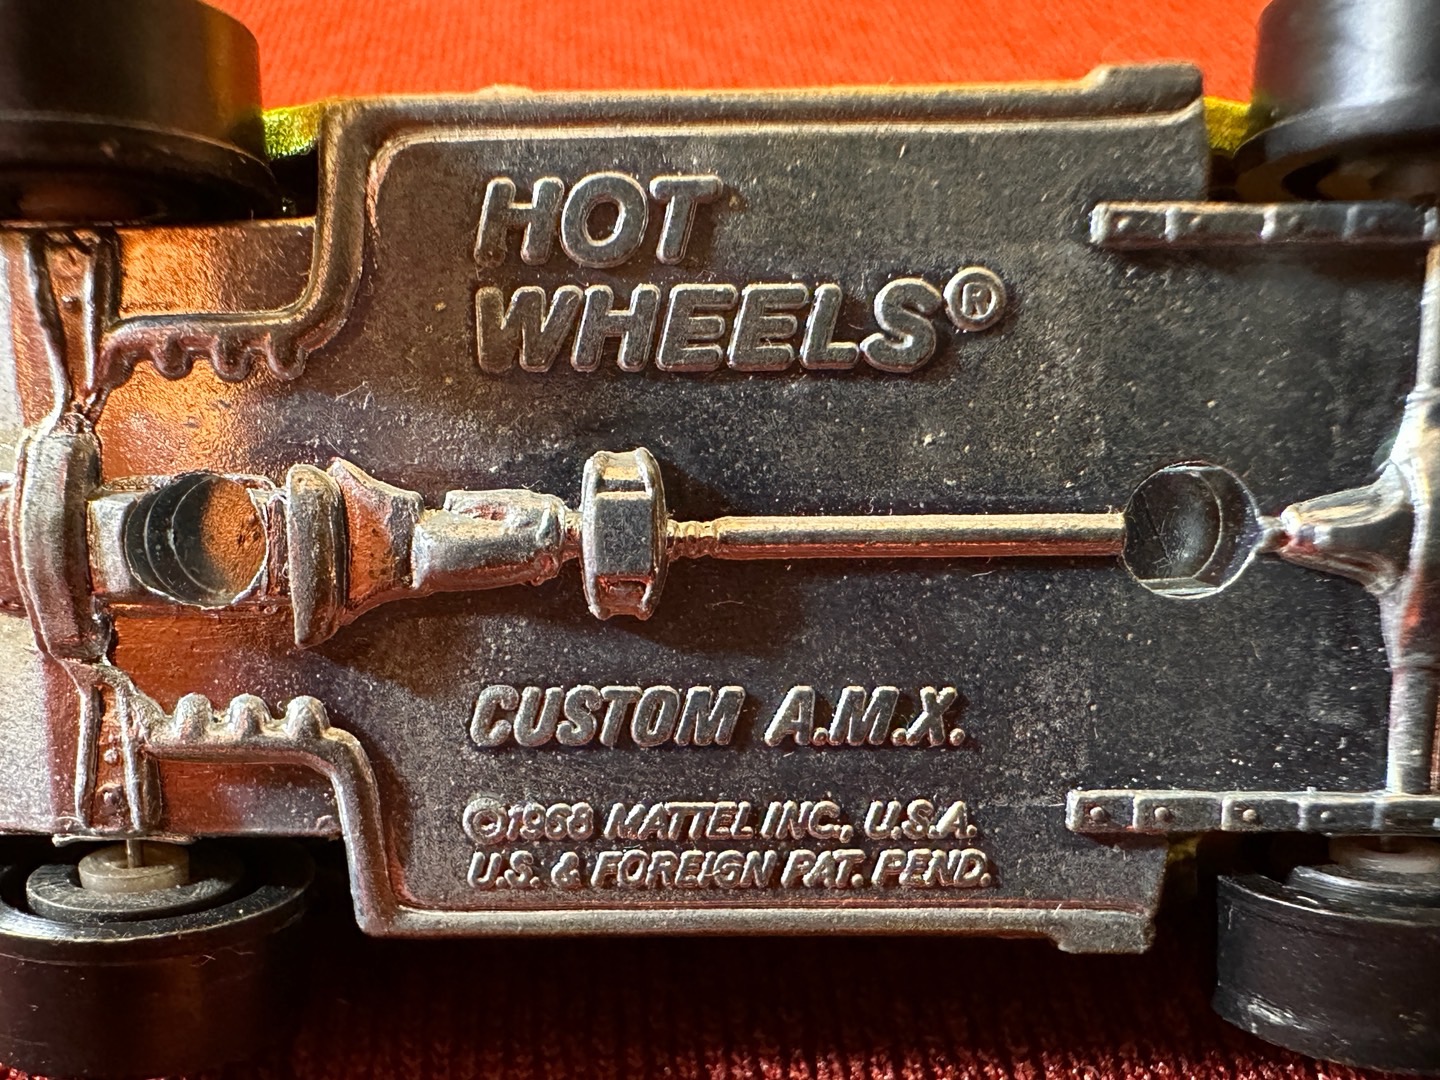 HOT
WHEELS®
CUSTOM A.M.X.
©1968 MATTEL INC., U.S.A.
U.S. & FOREIGN PAT. PEND.